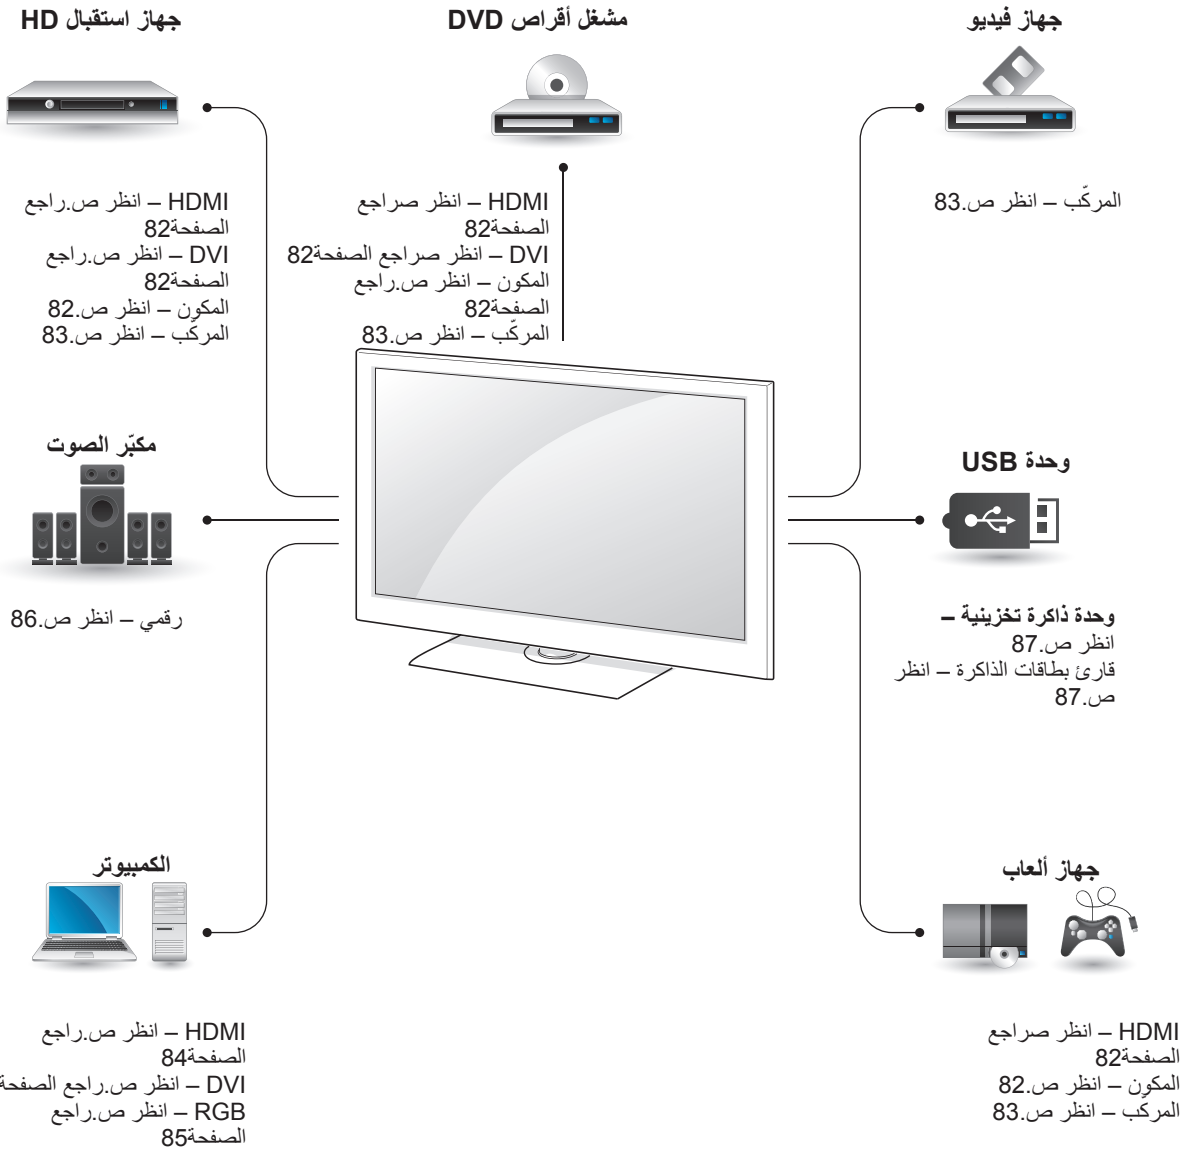 جهاز فيديو
المركّب – انظر ص.83
مشغل أقراص DVD
HDMI – انظر صراجع
الصفحة82
DVI – انظر صراجع الصفحة82
المكون – انظر ص.راجع
الصفحة82
المركّب – انظر ص.83
جهاز استقبال HD
HDMI – انظر ص.راجع
الصفحة82
DVI – انظر ص.راجع
الصفحة82
المكون – انظر ص.82
المركّب – انظر ص.83
وحدة USB
وحدة ذاكرة تخزينية –
انظر ص.87
قارئ بطاقات الذاكرة – انظر
ص.87
مكبّر الصوت
رقمي – انظر ص.86
جهاز ألعاب
HDMI – انظر صراجع
الصفحة82
المكون – انظر ص.82
المركّب – انظر ص.83
الكمبيوتر
HDMI – انظر ص.راجع
الصفحة84
DVI – انظر ص.راجع الصفحة
RGB – انظر ص.راجع
الصفحة85